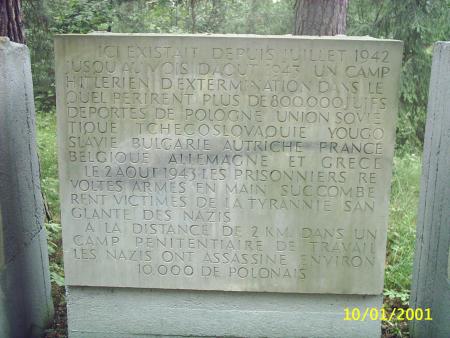 ICI EXISTAIT DEPUIS JUILLET 1942
JUSQU'AU MOIS D'AOUT 1943 UN CAMP
HITLERIEN D'EXTERMINATION DANS LE
QUEL PERIRENT PLUS DE 800.000 JUIFS
DEPORTES DE POLOGNE UNION SOVIE
TIQUE TCHECOSLOVAQUIE YOUGO
SLAVIE BULGARIE AUTRICHE FRANCE
BELGIQUE ALLEMAGNE ET GRECE
LE 2 AOUT 1943 LES PRISONNIERS RE
VOLTES ARMES EN MAIN SUCCOMBE
RENT VICTIMES DE LA TYRANNIE SAN
GLANTE DES NAZIS
A LA DISTANCE DE 2 KM. DANS UN
CAMP PENITENTIAIRE DE TRAVAIL
LES NAZIS ONT ASSASSINE ENVIRON
10.000 DE POLONAIS
10/01/2001